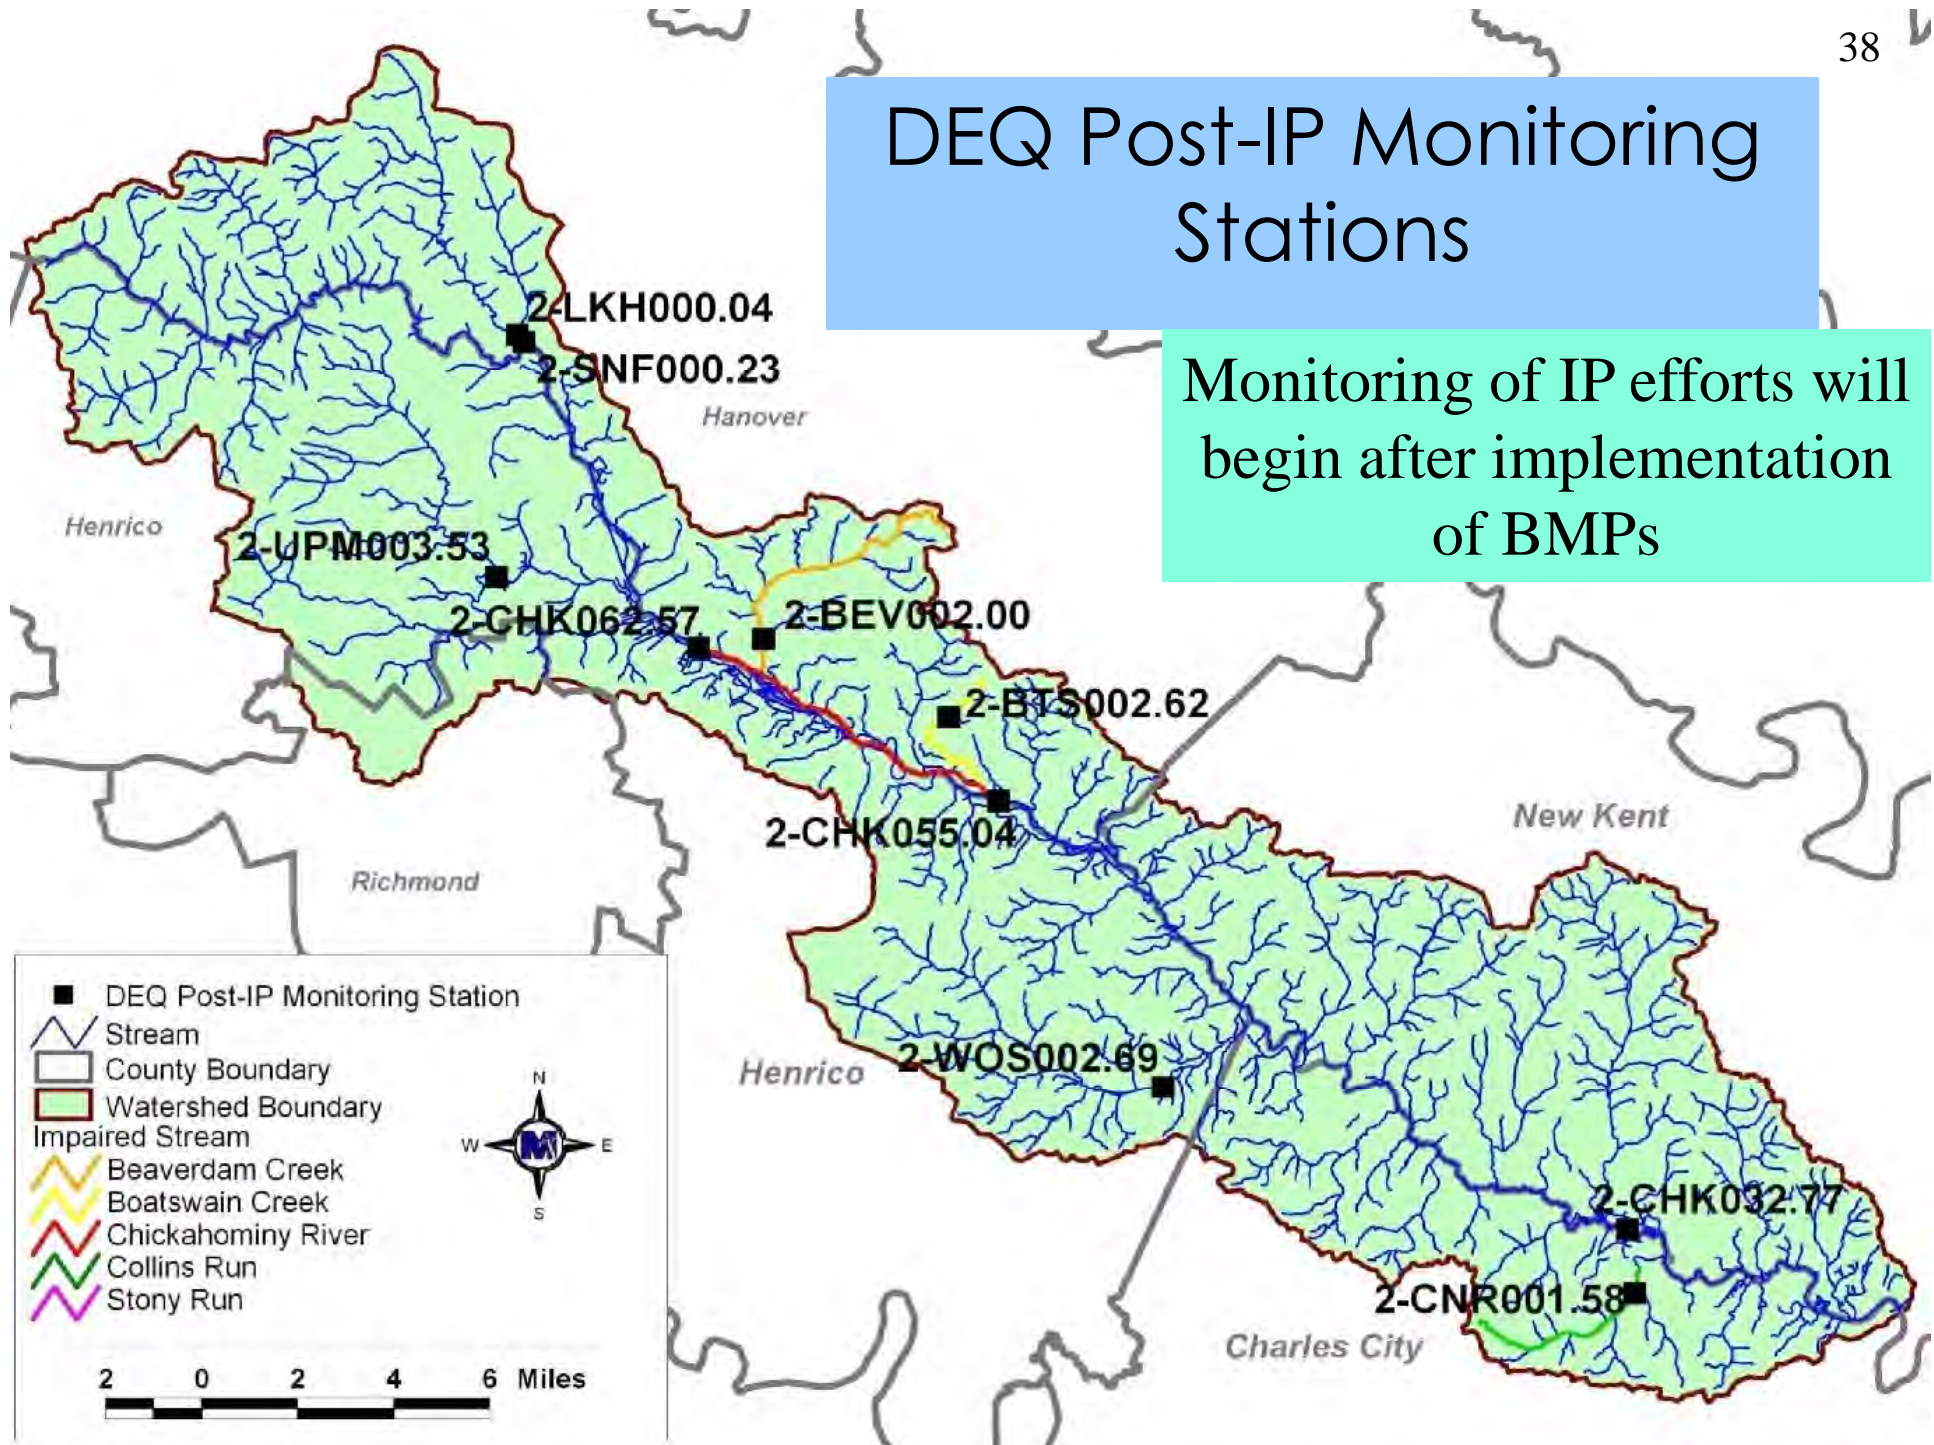 38
DEQ Post-IP Monitoring
Stations
Monitoring of IP efforts will
begin after implementation
of BMPs
2-LKH000.04
2-SNF000.23
Hanover
Henrico
2-UPM003.53
2-CHK062.57
2-BEV002.00
2-BTS002.62
2-CHK055.04
New Kent
Richmond
Henrico
2-WOS002.69
2-CHK032.77
2-CNR001.58
Charles City
DEQ Post-IP Monitoring Station
Stream
County Boundary
Watershed Boundary
Impaired Stream
Beaverdam Creek
Boatswain Creek
Chickahominy River
Collins Run
Stony Run
N
W M E
S
2 0 2 4 6 Miles